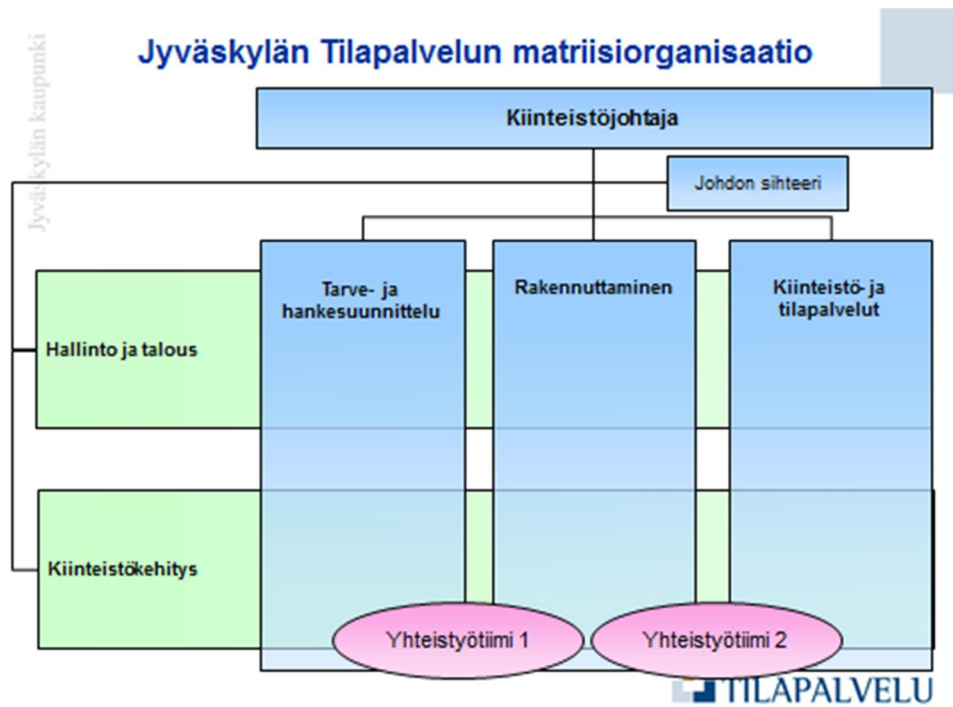 Jyväskylän kaupunki
Jyväskylän Tilapalvelun matriisiorganisaatio
Kiinteistöjohtaja
Johdon sihteeri
Tarve- ja
hankesuunnittelu
Rakennuttaminen
Kiinteistö- ja
tilapalvelut
Hallinto ja talous
Kiinteistökehitys
Yhteistyötiimi 1
Yhteistyötiimi 2
TILAPALVELU